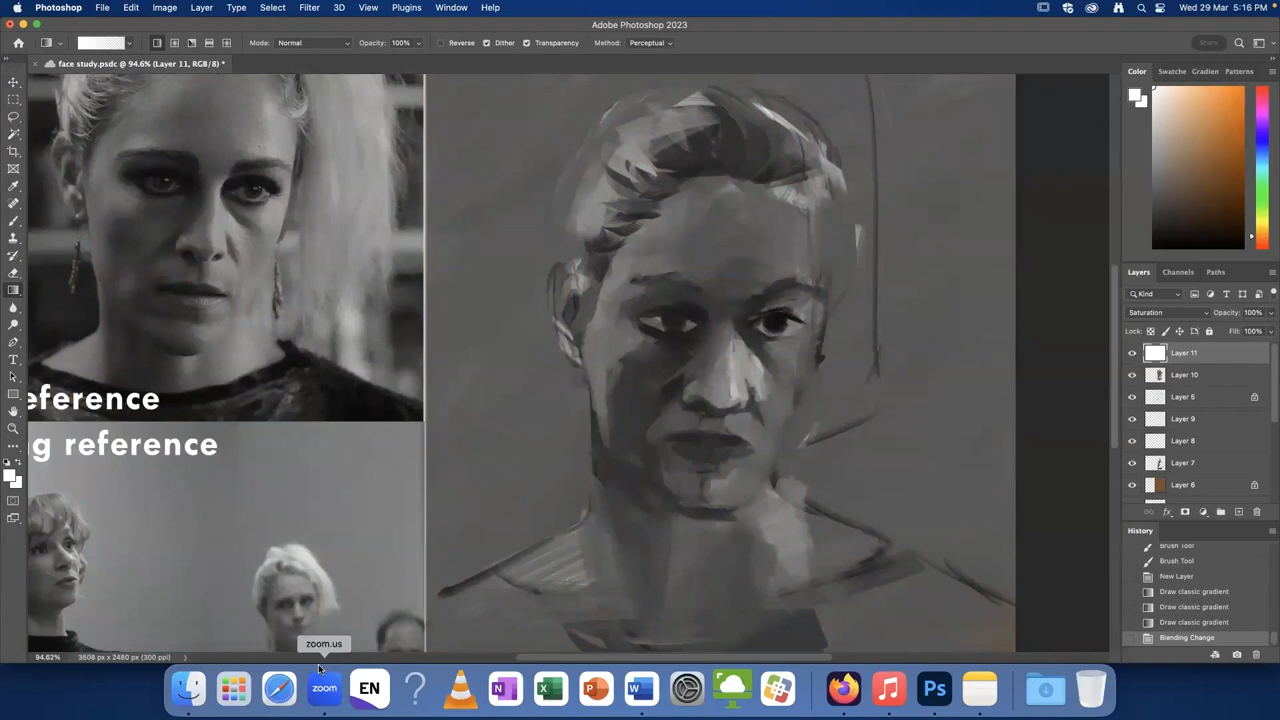 Photoshop File Edit Image Layer Type Select Filter 3D View Plugins Window Help
Wed 29 Mar 5:16 PM
Adobe Photoshop 2023
Mode: Normal Opacity: 100% Reverse Dither Transparency Method: Perceptual
Share
face study.psdc @ 94.6% (Layer 11, RGB/8) *
Color Swatche Gradien Patterns
eference
g reference
Layers Channels Paths
Kind
Saturation Opacity: 100%
Lock: Fill: 100%
Layer 11
Layer 10
Layer 5
Layer 9
Layer 8
Layer 7
Layer 6
History
Brush Tool
Brush Tool
New Layer
Draw classic gradient
Draw classic gradient
Draw classic gradient
Blending Change
94.62% 3508 px x 2480 px (300 ppi)
zoom.us
zoom
EN
N
X
P
W
Ps